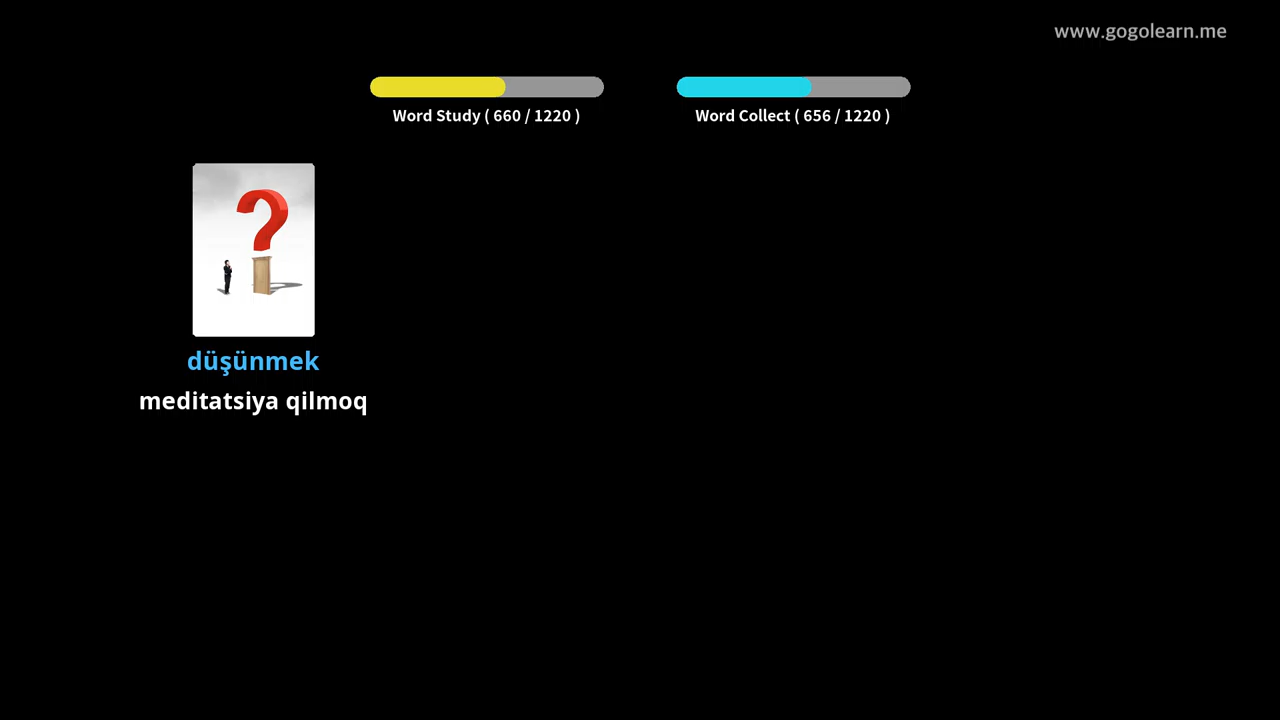 www.gogolearn.me
Word Study ( 660 / 1220 )
Word Collect ( 656 / 1220 )
düşünmek
meditatsiya qilmoq